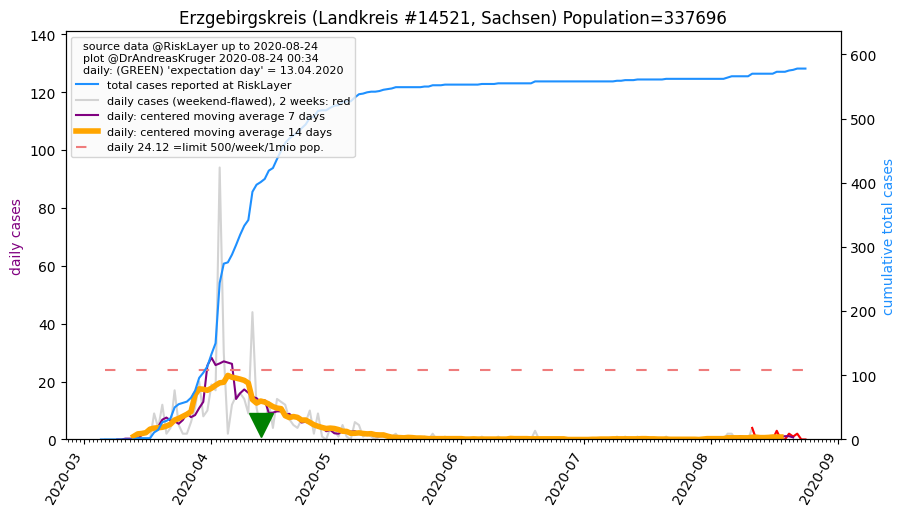 Erzgebirgskreis (Landkreis #14521, Sachsen) Population=337696
source data @RiskLayer up to 2020-08-24
plot @DrAndreasKruger 2020-08-24 00:34
daily: (GREEN) 'expectation day' = 13.04.2020
total cases reported at RiskLayer
daily cases (weekend-flawed), 2 weeks: red
daily: centered moving average 7 days
daily: centered moving average 14 days
daily 24.12 =limit 500/week/1mio pop.
daily cases
140
120
100
80
60
40
20
0
cumulative total cases
600
500
400
300
200
100
0
2020-03
2020-04
2020-05
2020-06
2020-07
2020-08
2020-09